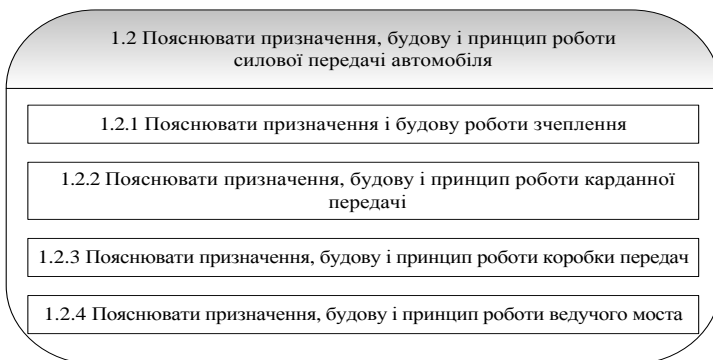 1.2 Пояснювати призначення, будову і принцип роботи
силової передачі автомобіля
1.2.1 Пояснювати призначення і будову роботи зчеплення
1.2.2 Пояснювати призначення, будову і принцип роботи карданної
передачі
1.2.3 Пояснювати призначення, будову і принцип роботи коробки передач
1.2.4 Пояснювати призначення, будову і принцип роботи ведучого моста